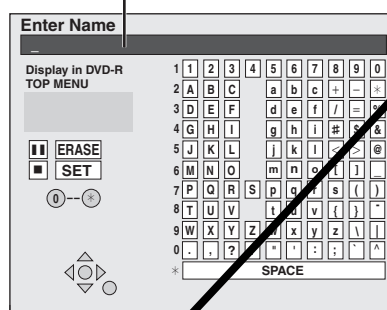 Enter Name
_
Display in DVD-R
TOP MENU
ERASE
SET
0 -- *
1 1 2 3 4 5 6 7 8 9 0
2 A B C a b c + - *
3 D E F d e f / =
4 G H I g h i # $ &
5 J K L j k l < > @
6 M N O m n o [ ] _
7 P Q R S p q r s ( )
8 T U V t u v { }
9 W X Y Z x y z \ |
0 . , ? " ' : ; ` ^
* SPACE